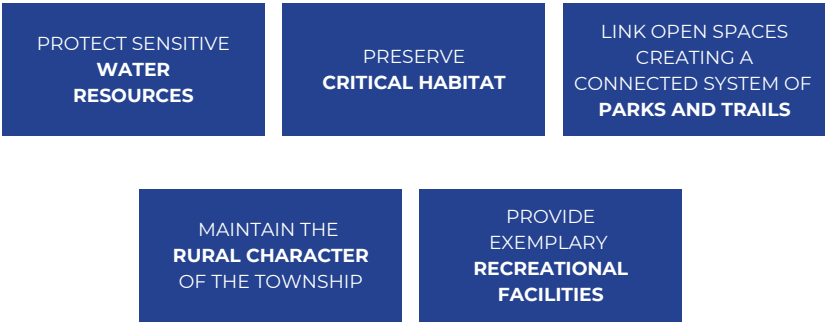 PROTECT SENSITIVE
WATER
RESOURCES
PRESERVE
CRITICAL HABITAT
LINK OPEN SPACES
CREATING A
CONNECTED SYSTEM OF
PARKS AND TRAILS
MAINTAIN THE
RURAL CHARACTER
OF THE TOWNSHIP
PROVIDE
EXEMPLARY
RECREATIONAL
FACILITIES